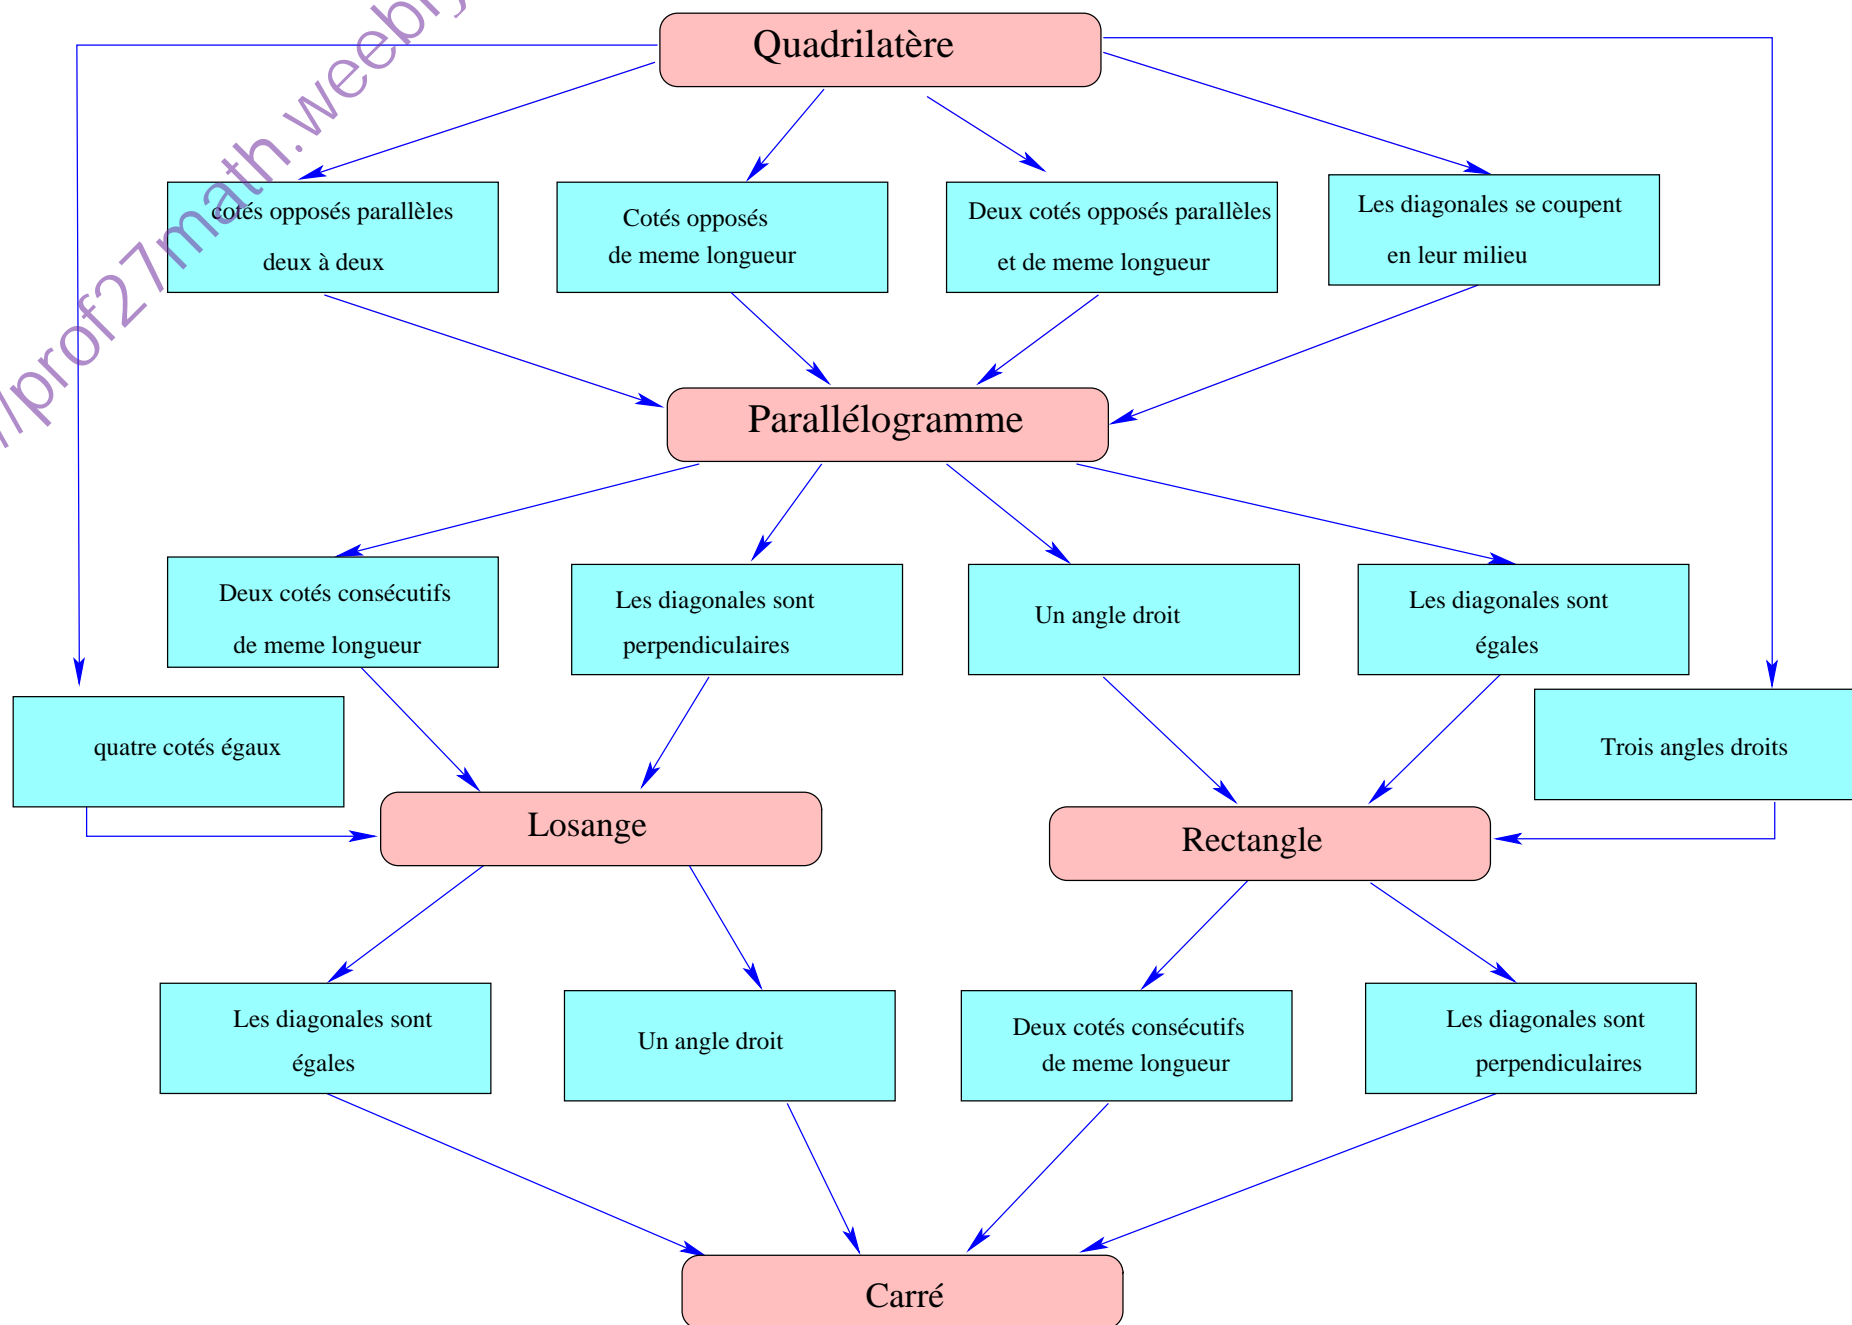 Quadrilatère
cotés opposés parallèles
deux à deux
Cotés opposés
de meme longueur
Deux cotés opposés parallèles
et de meme longueur
Les diagonales se coupent
en leur milieu
Parallélogramme
Deux cotés consécutifs
de meme longueur
Les diagonales sont
perpendiculaires
Un angle droit
Les diagonales sont
égales
quatre cotés égaux
Trois angles droits
Losange
Rectangle
Les diagonales sont
égales
Un angle droit
Deux cotés consécutifs
de meme longueur
Les diagonales sont
perpendiculaires
Carré
//prof27math.weebly